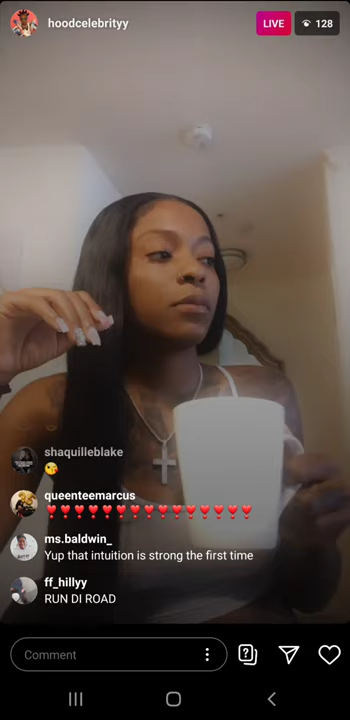 hoodcelebrityy
LIVE
128
shaquilleblake
😘
queenteemarcus
❤️❤️❤️❤️❤️❤️❤️❤️❤️❤️❤️❤️❤️❤️❤️
ms.baldwin_
Yup that intuition is strong the first time
ff_hillyy
RUN DI ROAD
Comment